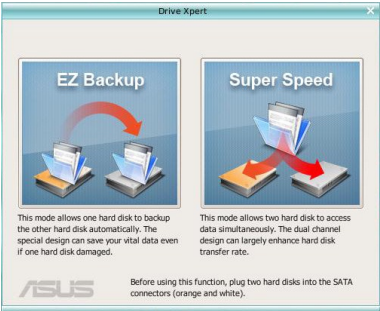 Drive Xpert
EZ Backup
Super Speed
This mode allows one hard disk to backup
the other hard disk automatically. The
special design can save your vital data even
if one hard disk damaged.
This mode allows two hard disk to access
data simultaneously. The dual channel
design can largely enhance hard disk
transfer rate.
ASUS
Before using this function, plug two hard disks into the SATA
connectors (orange and white).